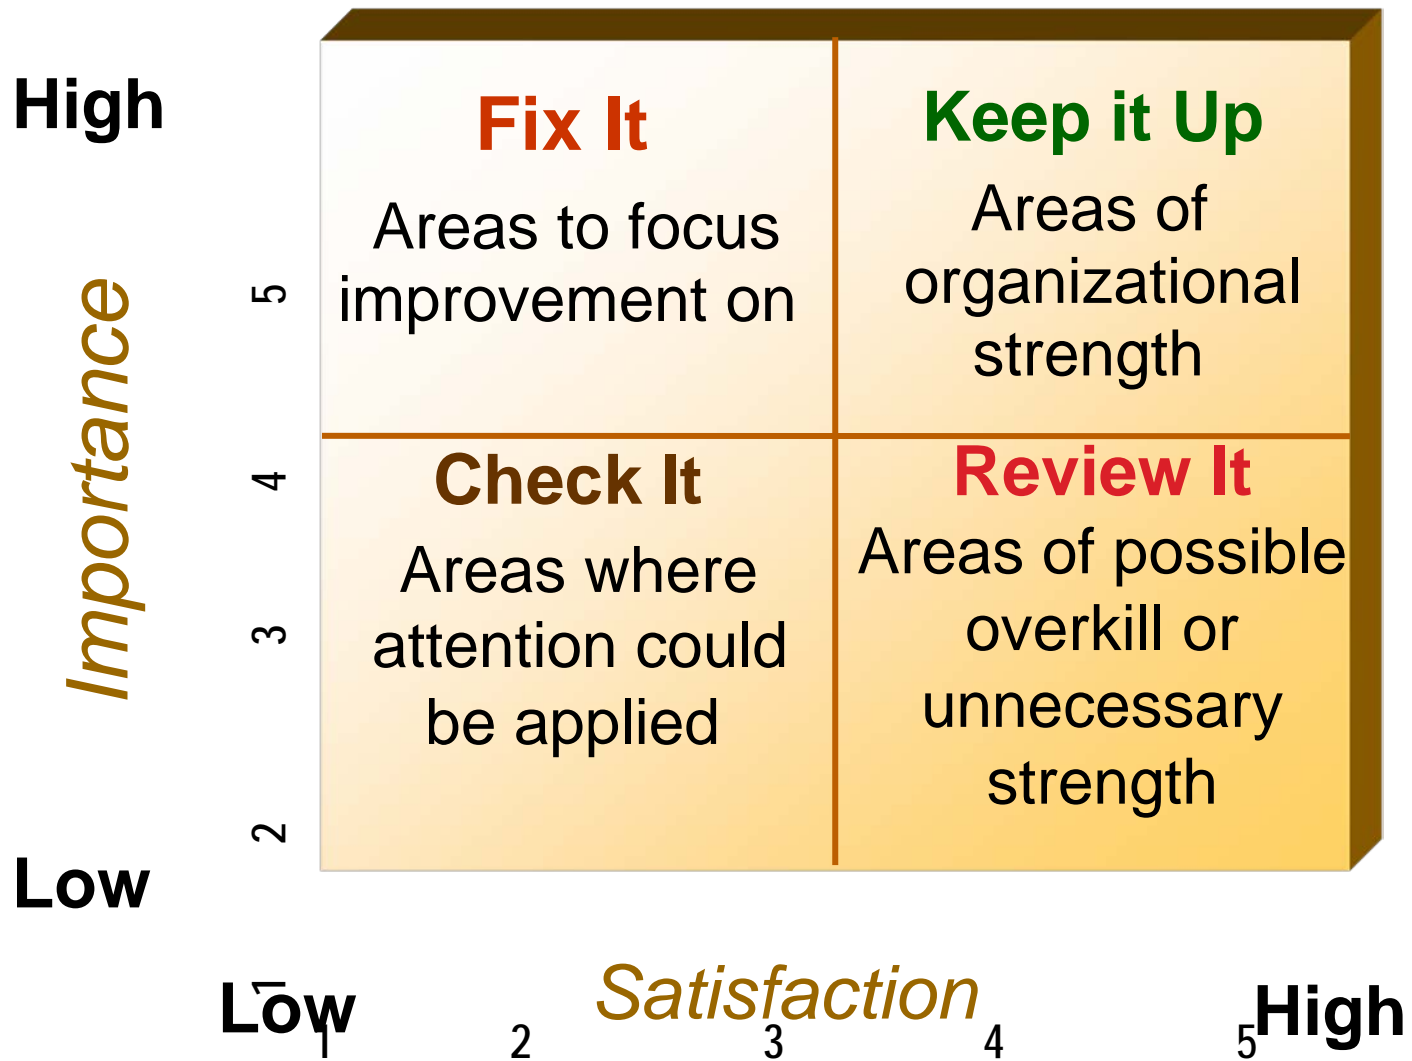 High
Fix It
Keep it Up
Areas to focus
improvement on
Areas of
organizational
strength
Importance
5
4
3
2
1
Check It
Review It
Areas where
attention could
be applied
Areas of possible
overkill or
unnecessary
strength
Low
Low
Satisfaction
High
1
2
3
4
5